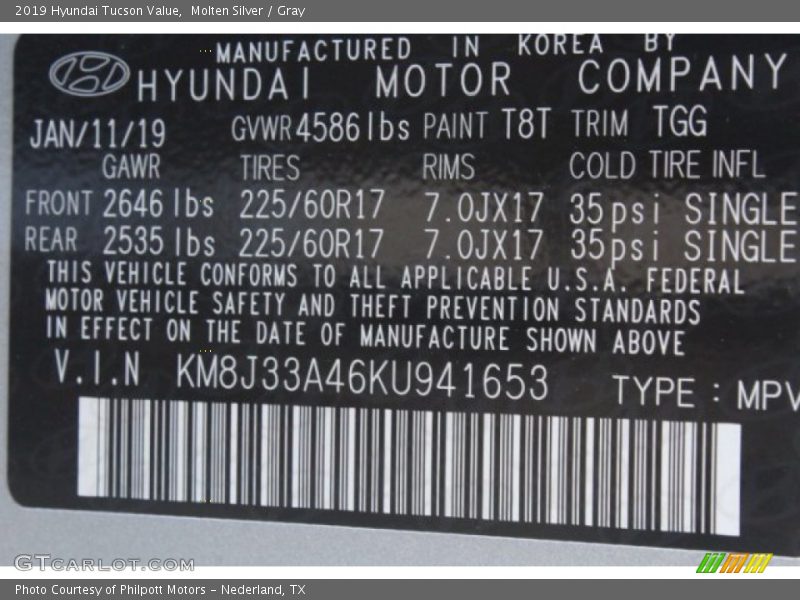 2019 Hyundai Tucson Value, Molten Silver / Gray
MANUFACTURED IN KOREA BY
HYUNDAI MOTOR COMPANY
JAN/11/19 GVWR 4586 lbs PAINT T8T TRIM TGG
GAWR TIRES RIMS COLD TIRE INFL
FRONT 2646 lbs 225/60R17 7.0JX17 35psi SINGLE
REAR 2535 lbs 225/60R17 7.0JX17 35psi SINGLE
THIS VEHICLE CONFORMS TO ALL APPLICABLE U.S.A. FEDERAL
MOTOR VEHICLE SAFETY AND THEFT PREVENTION STANDARDS
IN EFFECT ON THE DATE OF MANUFACTURE SHOWN ABOVE
V.I.N KM8J33A46KU941653 TYPE : MPV
GTcarlot.com
Photo Courtesy of Philpott Motors - Nederland, TX